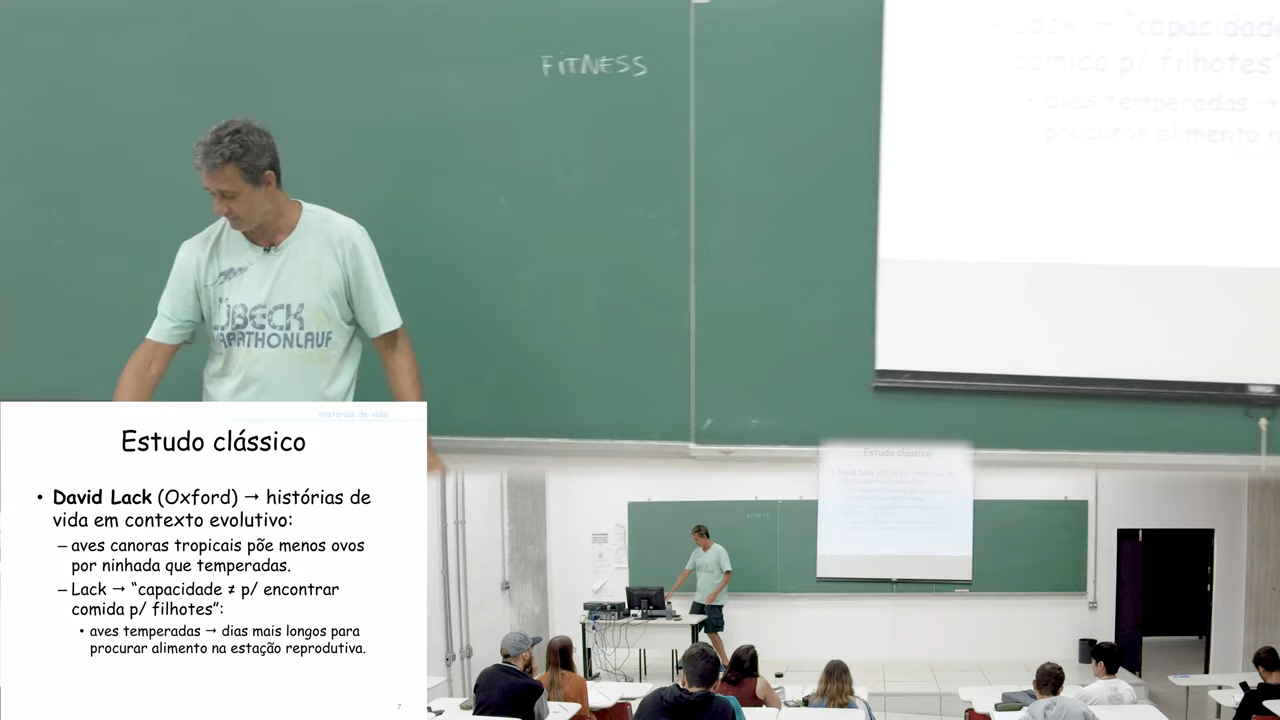 FITNESS
Lack → “capacidade
comida p/ filhotes”
• aves temperadas →
procurar alimento
ÜBECK
MARATHONLAUF
Histórias de vida
Estudo clássico
• David Lack (Oxford) → histórias de
vida em contexto evolutivo:
– aves canoras tropicais põe menos ovos
por ninhada que temperadas.
– Lack → “capacidade ≠ p/ encontrar
comida p/ filhotes”:
• aves temperadas → dias mais longos para
procurar alimento na estação reprodutiva.
7
Estudo clássico